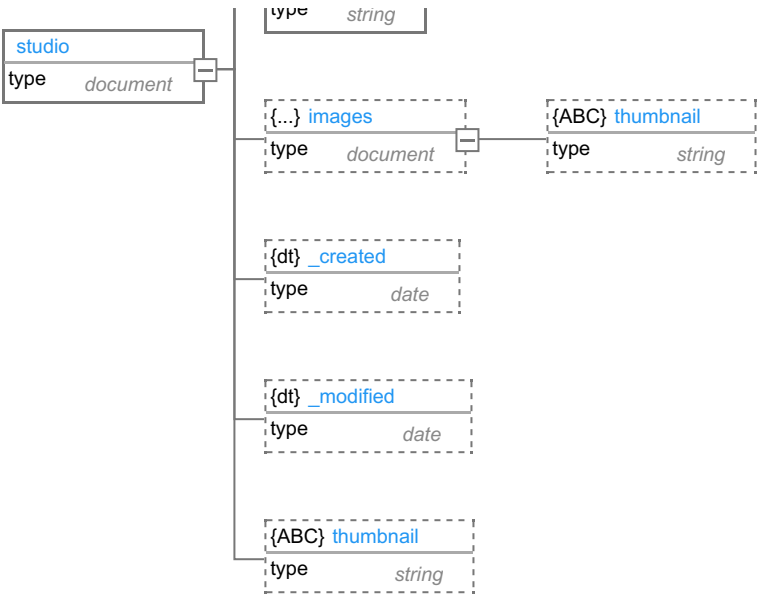 type string
studio
type document
{...} images
type document
{ABC} thumbnail
type string
{dt} _created
type date
{dt} _modified
type date
{ABC} thumbnail
type string